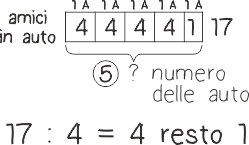 1A 1A 1A 1A 1A
amici in auto 4 4 4 4 1 17
5 ? numero
delle auto
17 : 4 = 4 resto 1